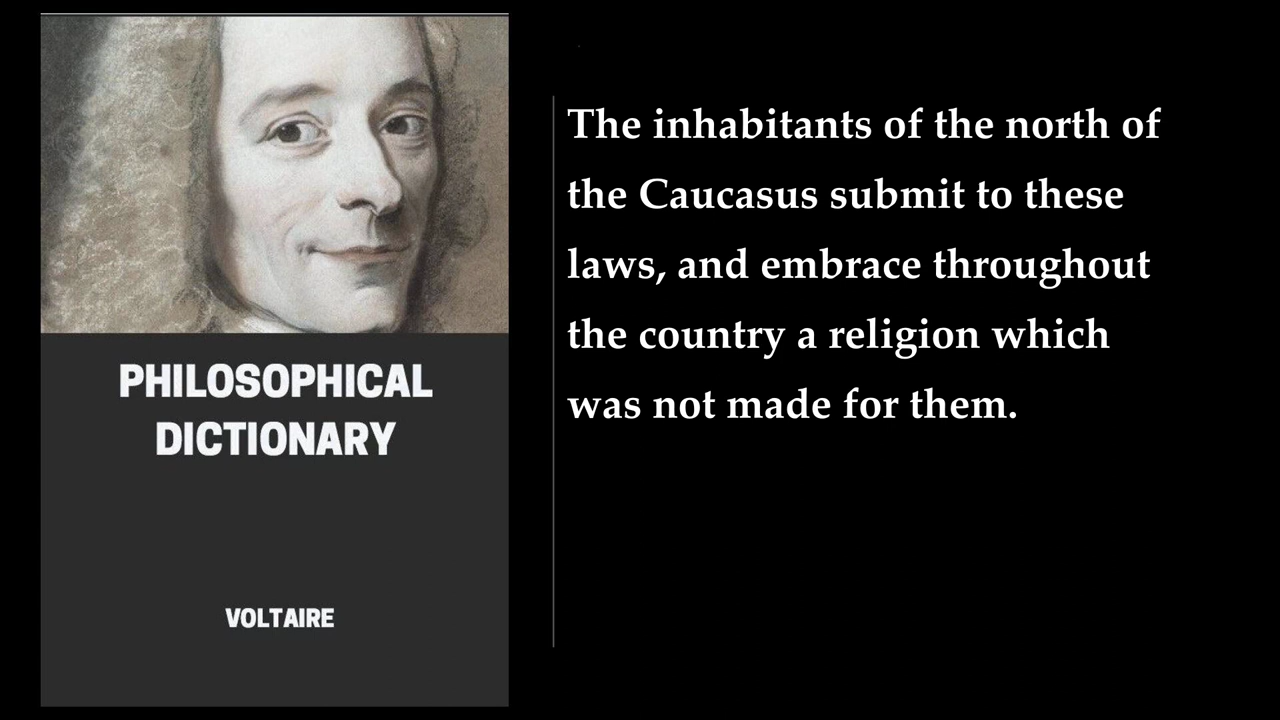 PHILOSOPHICAL
DICTIONARY
VOLTAIRE
The inhabitants of the north of
the Caucasus submit to these
laws, and embrace throughout
the country a religion which
was not made for them.